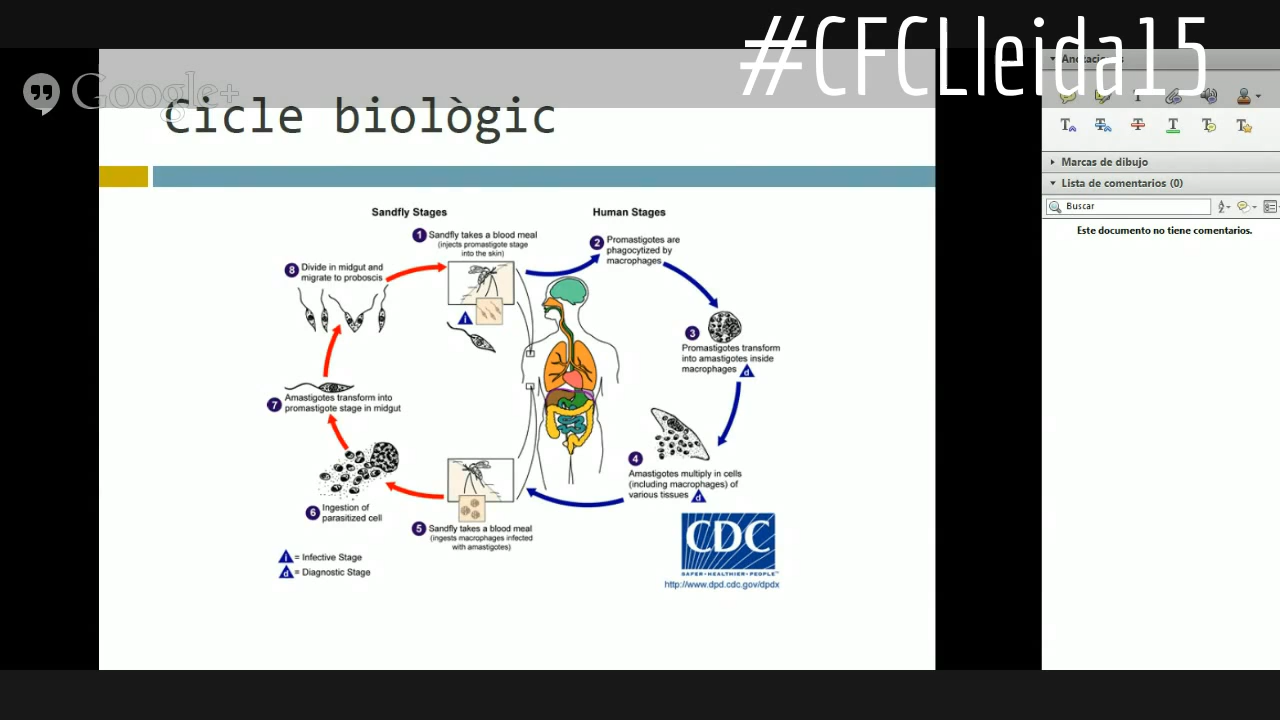 #CFCLleida15
Google+
Cicle biològic
Anotaciones
Marcas de dibujo
Lista de comentarios (0)
Buscar
Este documento no tiene comentarios.
Sandfly Stages
Human Stages
1 Sandfly takes a blood meal
(injects promastigote stage
into the skin)
2 Promastigotes are
phagocytized by
macrophages
8 Divide in midgut and
migrate to proboscis
i
3
Promastigotes transform
into amastigotes inside
macrophages d
Amastigotes transform into
7 promastigote stage in midgut
4
Amastigotes multiply in cells
(including macrophages) of
various tissues d
6 Ingestion of
parasitized cell
5 Sandfly takes a blood meal
(ingests macrophages infected
with amastigotes)
i = Infective Stage
d = Diagnostic Stage
CDC
SAFER•HEALTHIER•PEOPLE™
http://www.dpd.cdc.gov/dpdx